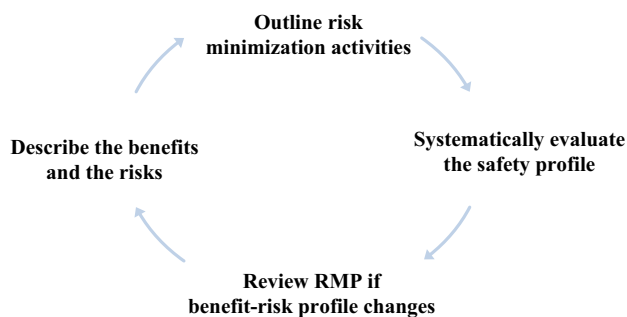 Outline risk
minimization activities
Systematically evaluate
the safety profile
Review RMP if
benefit-risk profile changes
Describe the benefits
and the risks